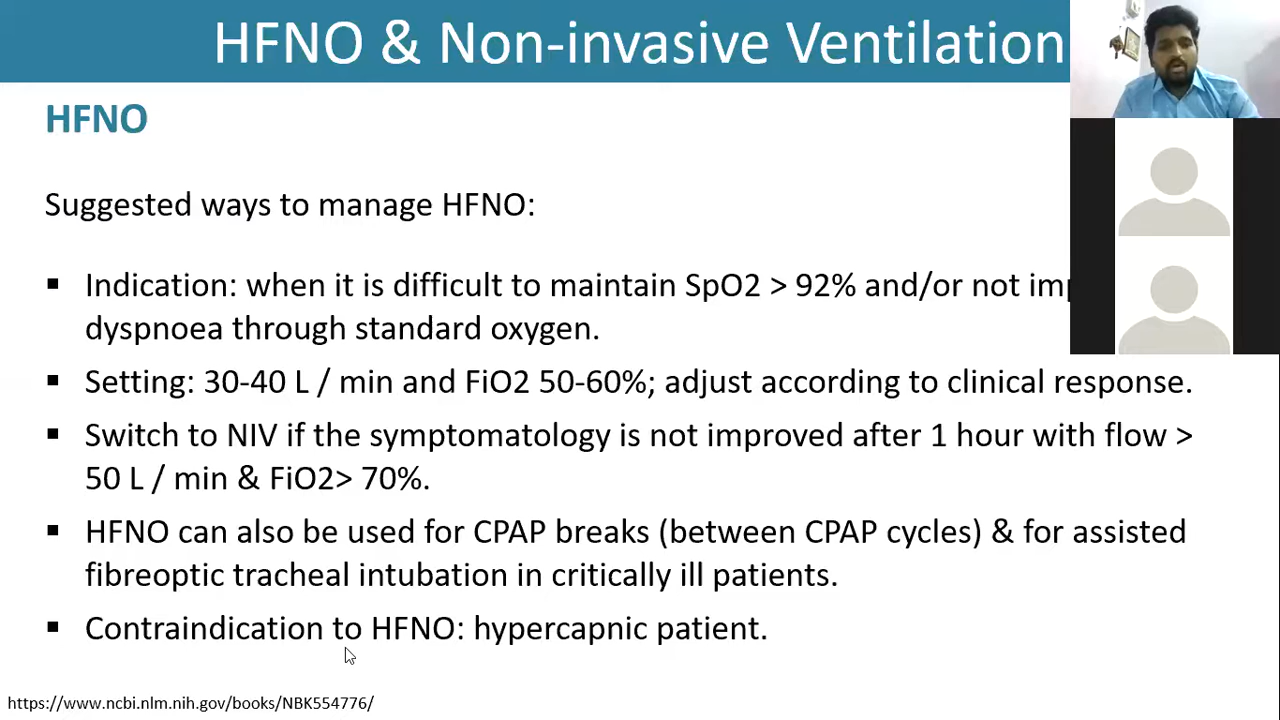 HFNO & Non-invasive Ventilation
HFNO
Suggested ways to manage HFNO:
▪ Indication: when it is difficult to maintain SpO2 > 92% and/or not
dyspnoea through standard oxygen.
▪ Setting: 30-40 L / min and FiO2 50-60%; adjust according to clinical response.
▪ Switch to NIV if the symptomatology is not improved after 1 hour with flow >
50 L / min & FiO2> 70%.
▪ HFNO can also be used for CPAP breaks (between CPAP cycles) & for assisted
fibreoptic tracheal intubation in critically ill patients.
▪ Contraindication to HFNO: hypercapnic patient.
https://www.ncbi.nlm.nih.gov/books/NBK554776/